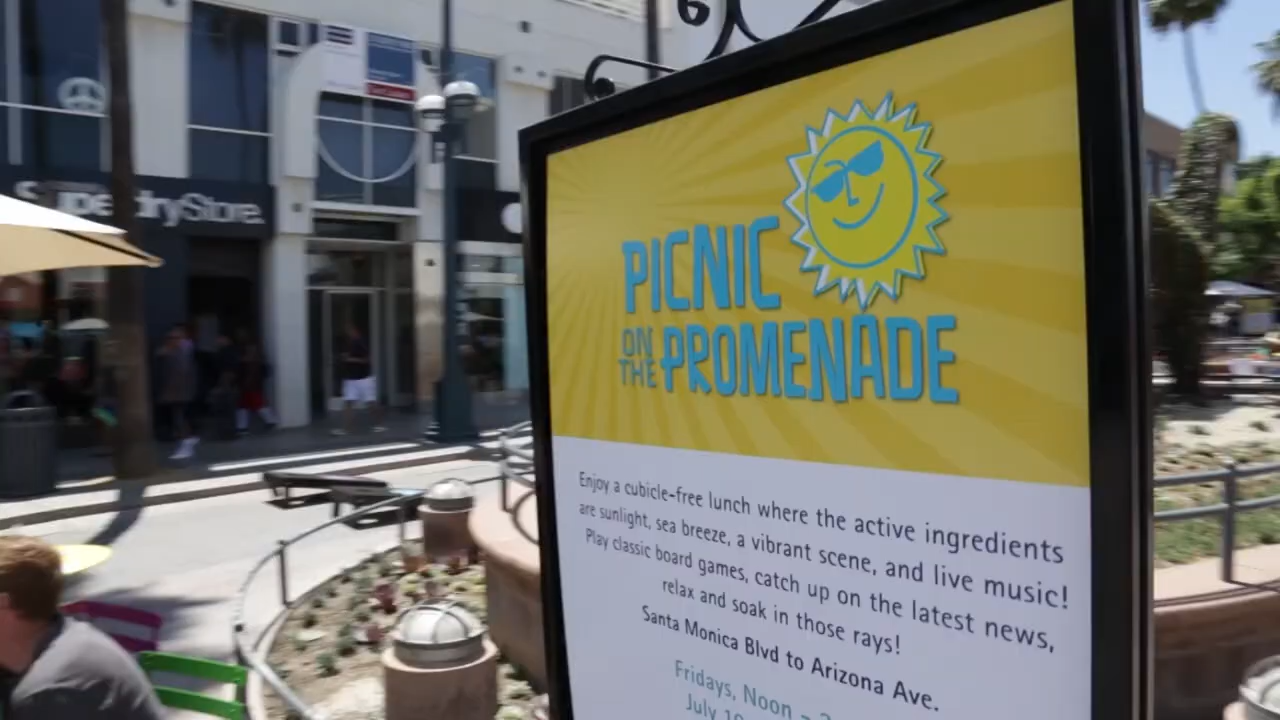 SuperdryStore.
PICNIC
ON
THE PROMENADE
Enjoy a cubicle-free lunch where the active ingredients
are sunlight, sea breeze, a vibrant scene, and live music!
Play classic board games, catch up on the latest news,
relax and soak in those rays!
Santa Monica Blvd to Arizona Ave.
Fridays, Noon –
July